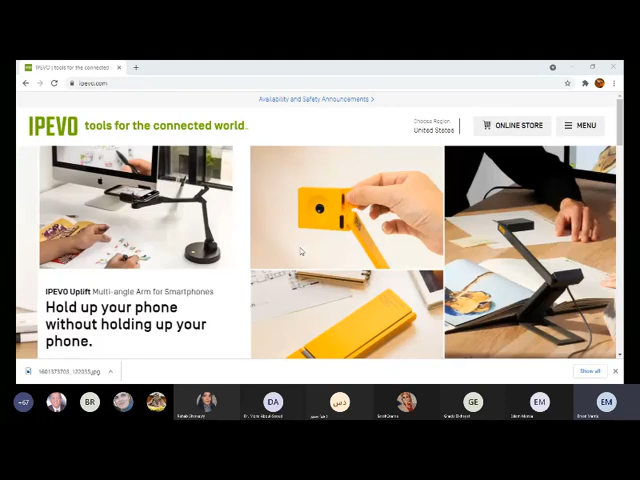 IPEVO | tools for the connected
ipevo.com
Availability and Safety Announcements >
IPEVO tools for the connected world.
Choose Region
United States
ONLINE STORE
MENU
IPEVO Uplift Multi-angle Arm for Smartphones
Hold up your phone
without holding up your
phone.
Show all
+67
BR
DA
دس
GE
EM
EM